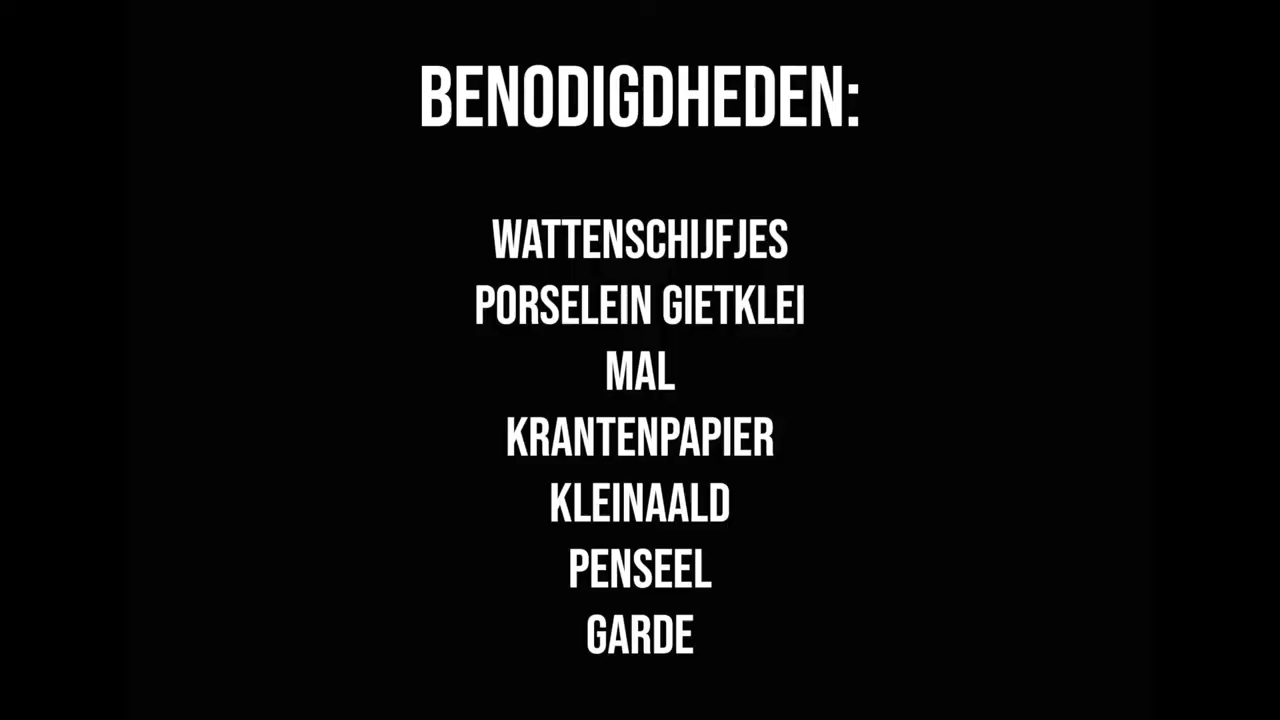 BENODIGDHEDEN:
WATTENSCHIJFJES
PORSELEIN GIETKLEI
MAL
KRANTENPAPIER
KLEINAALD
PENSEEL
GARDE